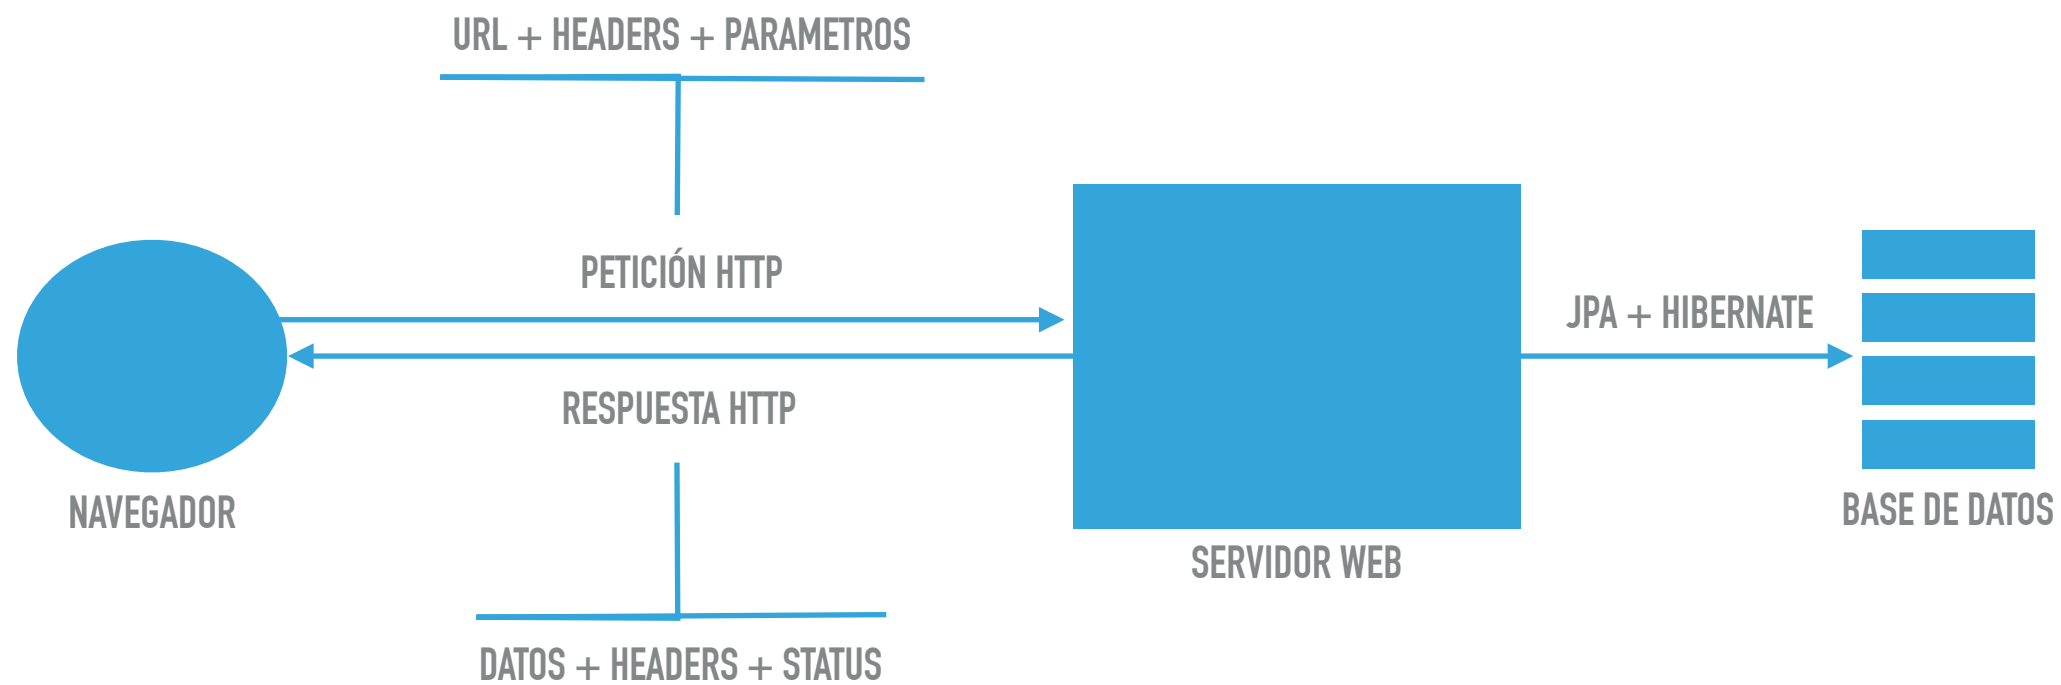 URL + HEADERS + PARAMETROS
PETICIÓN HTTP
JPA + HIBERNATE
RESPUESTA HTTP
NAVEGADOR
BASE DE DATOS
SERVIDOR WEB
DATOS + HEADERS + STATUS